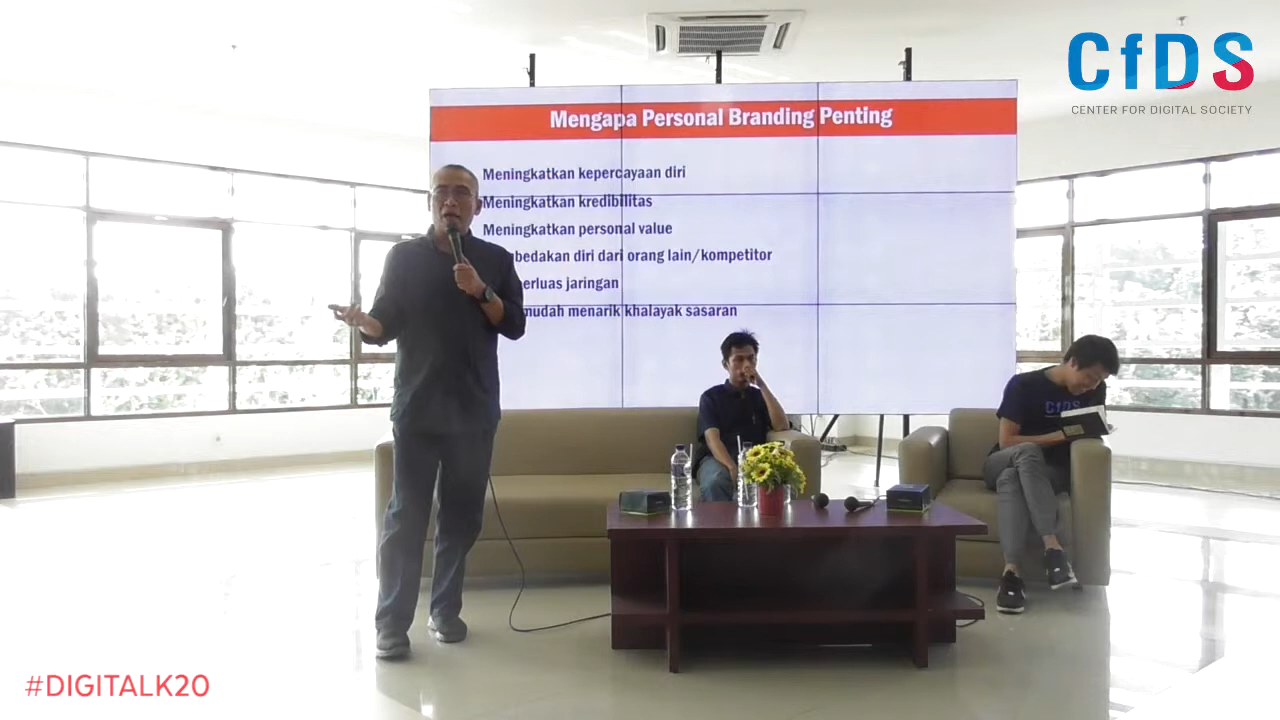 CfDS
CENTER FOR DIGITAL SOCIETY
Mengapa Personal Branding Penting
Meningkatkan kepercayaan diri
Meningkatkan kredibilitas
Meningkatkan personal value
bedakan diri dari orang lain/kompetitor
erluas jaringan
mudah menarik khalayak sasaran
CfDS
#DIGITALK20